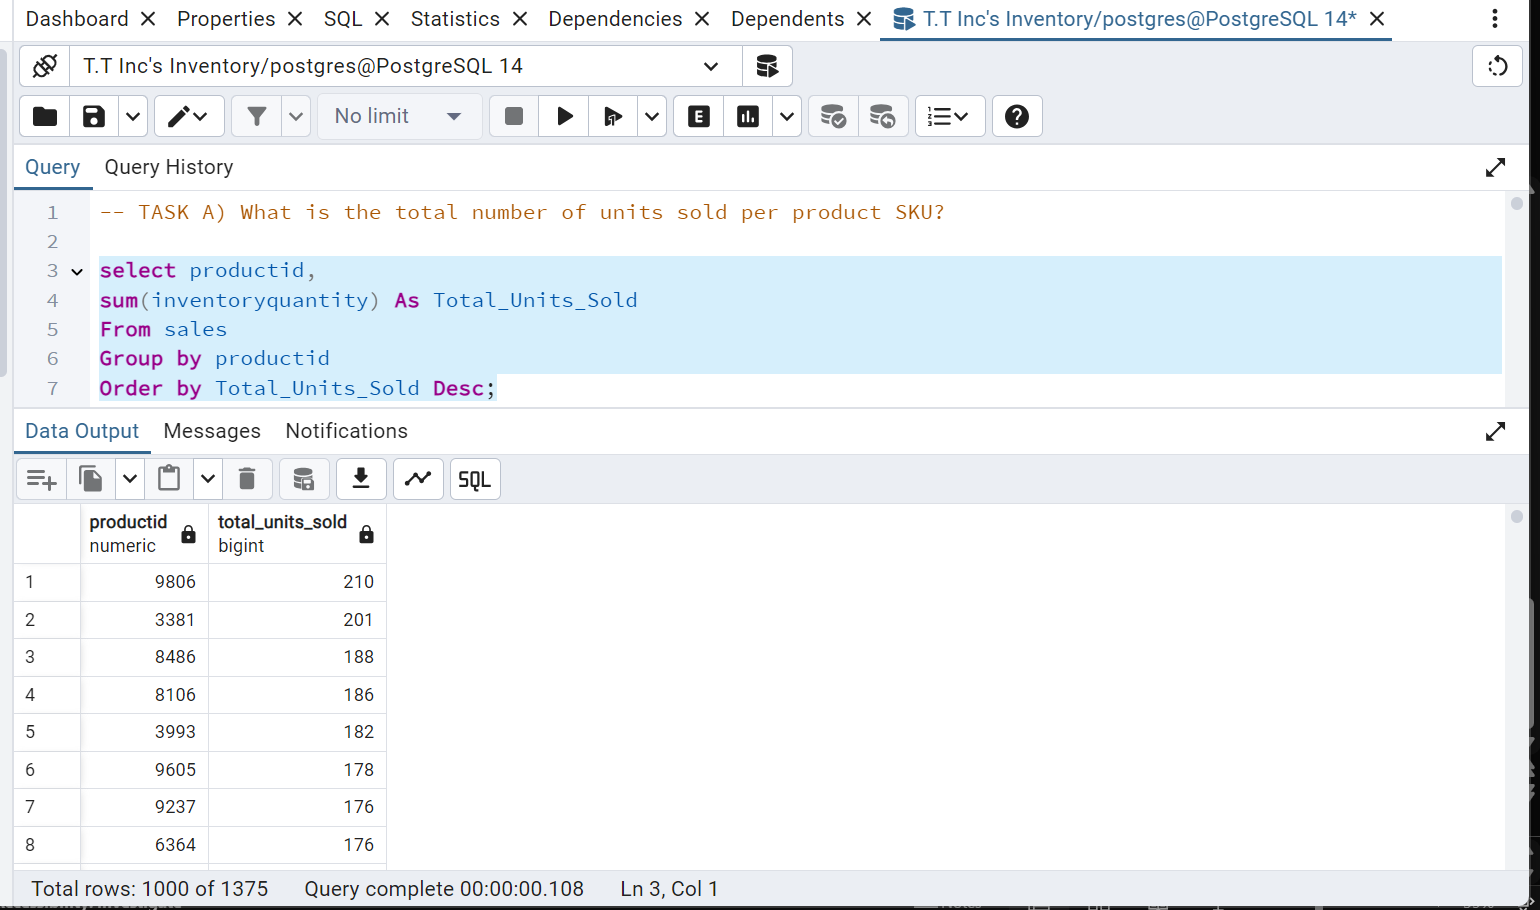 Dashboard Properties SQL Statistics Dependencies Dependents T.T Inc's Inventory/postgres@PostgreSQL 14*
T.T Inc's Inventory/postgres@PostgreSQL 14
No limit
E
Query Query History
1 -- TASK A) What is the total number of units sold per product SKU?
2
3 select productid,
4 sum(inventoryquantity) As Total_Units_Sold
5 From sales
6 Group by productid
7 Order by Total_Units_Sold Desc;
Data Output Messages Notifications
SQL
productid total_units_sold
numeric bigint
1 9806 210
2 3381 201
3 8486 188
4 8106 186
5 3993 182
6 9605 178
7 9237 176
8 6364 176
Total rows: 1000 of 1375 Query complete 00:00:00.108 Ln 3, Col 1